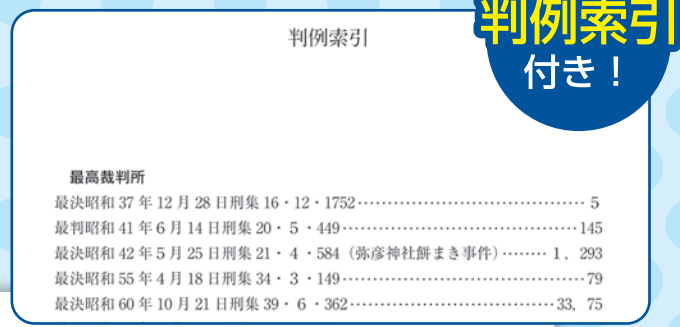 判例索引
判例索引
付き！
最高裁判所
最決昭和 37 年 12 月 28 日刑集 16・12・1752…………………………………… 5
最判昭和 41 年 6 月 14 日刑集 20・5・449…………………………………… 145
最決昭和 42 年 5 月 25 日刑集 21・4・584（弥彦神社餅まき事件）……… 1，293
最決昭和 55 年 4 月 18 日刑集 34・3・149…………………………………… 79
最決昭和 60 年 10 月 21 日刑集 39・6・362………………………………33，75